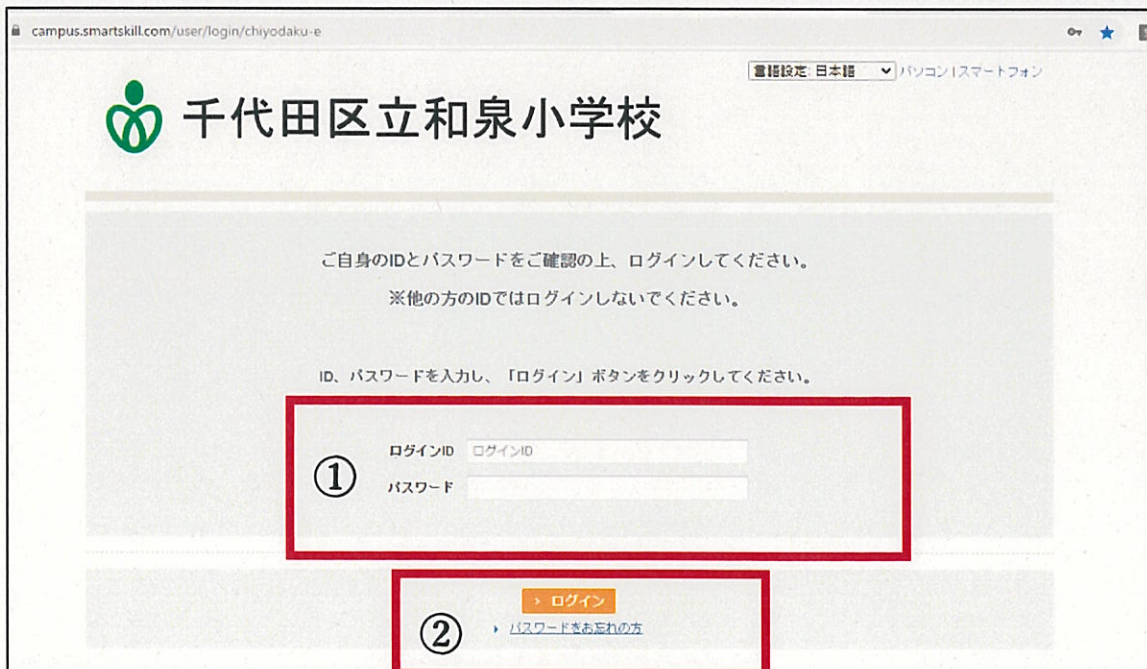 campus.smartskill.com/user/login/chiyodaku-e
言語設定: 日本語
パソコン | スマートフォン
千代田区立和泉小学校
ご自身のIDとパスワードをご確認の上、ログインしてください。
※他の方のIDではログインしないでください。
ID、パスワードを入力し、「ログイン」ボタンをクリックしてください。
①
ログインID ログインID
パスワード
②
› ログイン
パスワードをお忘れの方